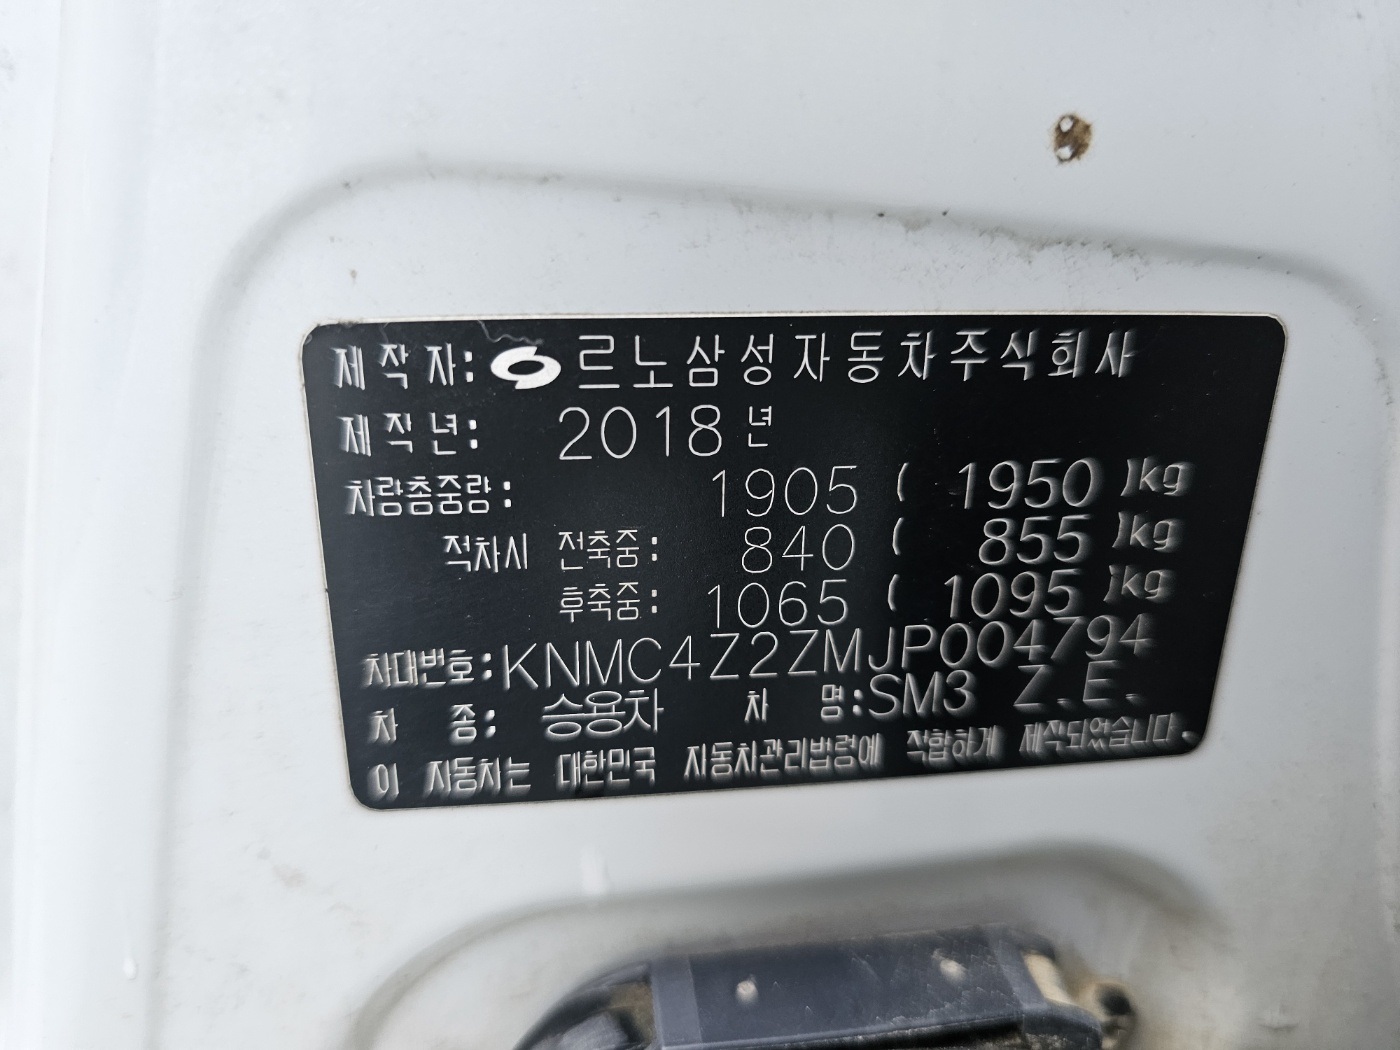 제작자: 르노삼성자동차주식회사
제작년: 2018년
차량총중량: 1905 ( 1950 )kg
적차시 전축중: 840 ( 855 )kg
후축중: 1065 ( 1095 )kg
차대번호: KNMC4Z2ZMJP004794
차 종: 승용차 차 명: SM3 Z.E.
이 자동차는 대한민국 자동차관리법령에 적합하게 제작되었습니다.